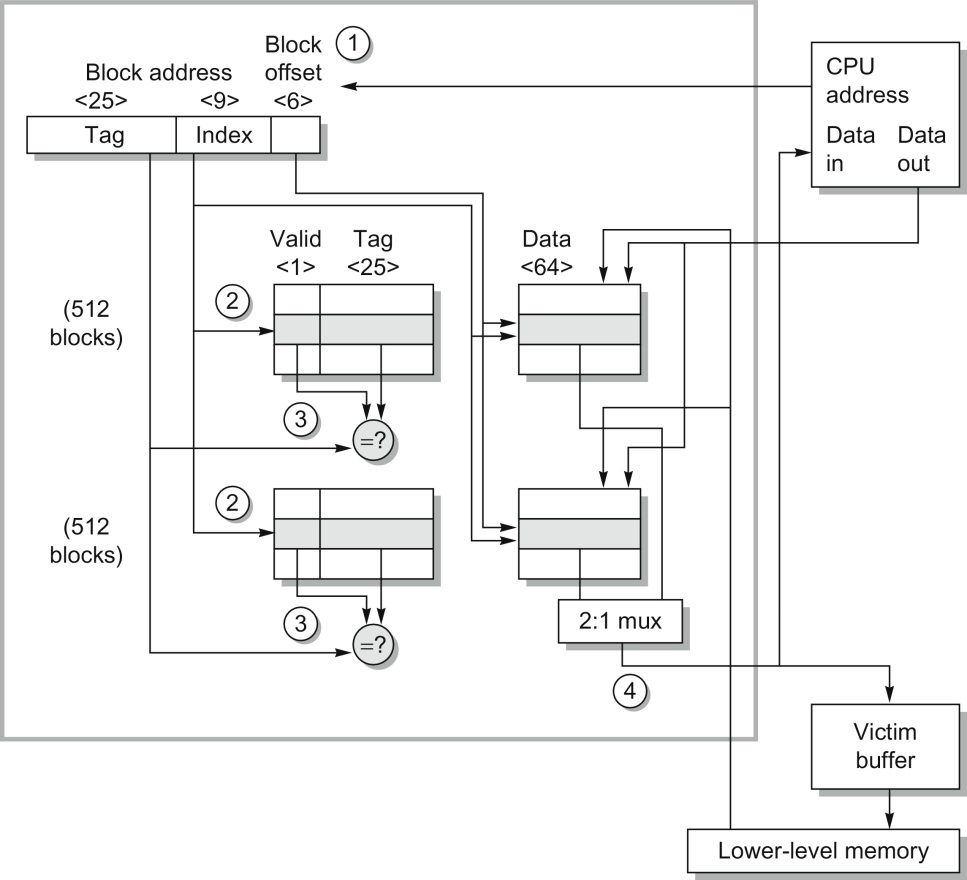 Block
offset
1
Block address
<25>
<9>
<6>
Tag
Index
CPU
address
Data
in
Data
out
Valid
<1>
Tag
<25>
Data
<64>
(512
blocks)
2
3
=?
(512
blocks)
2
3
=?
2:1 mux
4
Victim
buffer
Lower-level memory